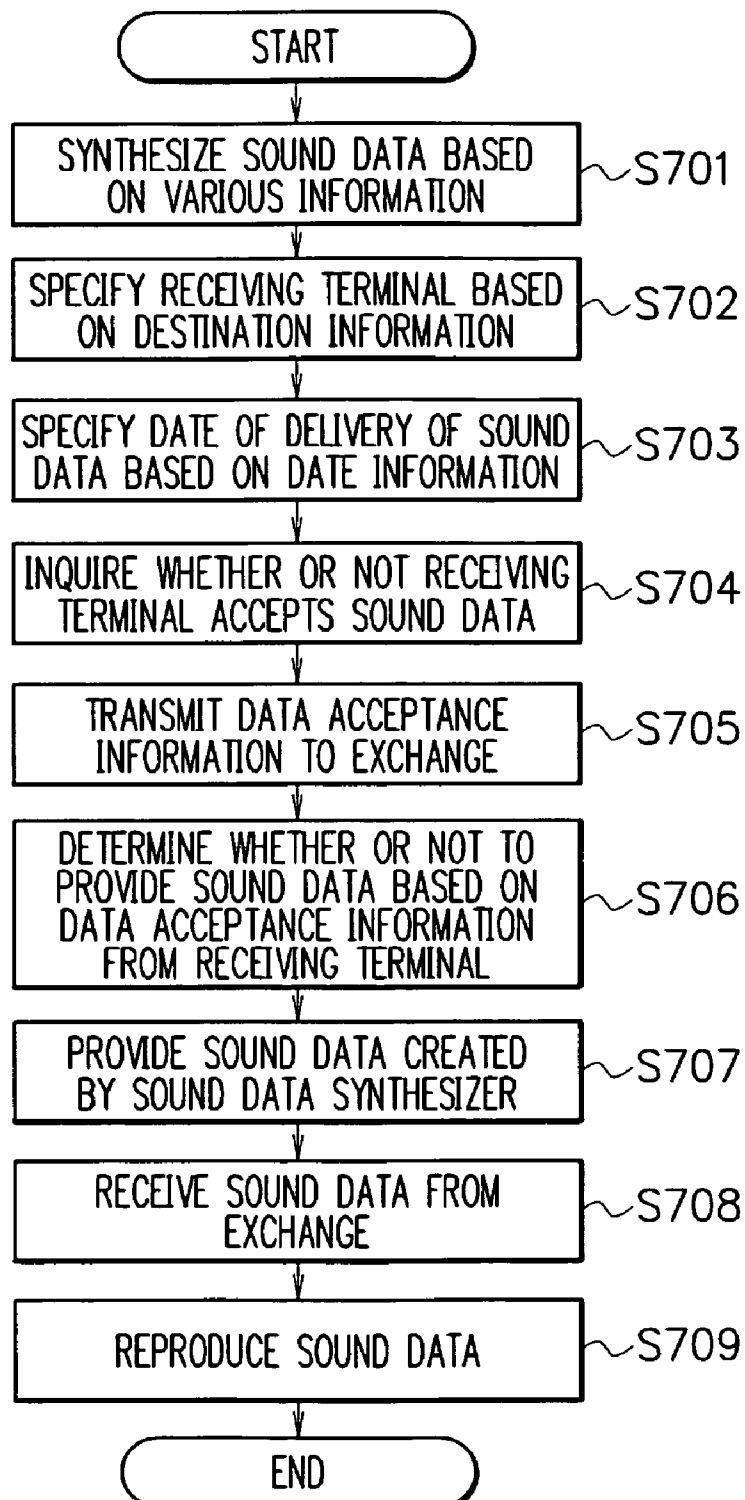 START
SYNTHESIZE SOUND DATA BASED
ON VARIOUS INFORMATION
S701
SPECIFY RECEIVING TERMINAL BASED
ON DESTINATION INFORMATION
S702
SPECIFY DATE OF DELIVERY OF SOUND
DATA BASED ON DATE INFORMATION
S703
INQUIRE WHETHER OR NOT RECEIVING
TERMINAL ACCEPTS SOUND DATA
S704
TRANSMIT DATA ACCEPTANCE
INFORMATION TO EXCHANGE
S705
DETERMINE WHETHER OR NOT TO
PROVIDE SOUND DATA BASED ON
DATA ACCEPTANCE INFORMATION
FROM RECEIVING TERMINAL
S706
PROVIDE SOUND DATA CREATED
BY SOUND DATA SYNTHESIZER
S707
RECEIVE SOUND DATA FROM
EXCHANGE
S708
REPRODUCE SOUND DATA
S709
END